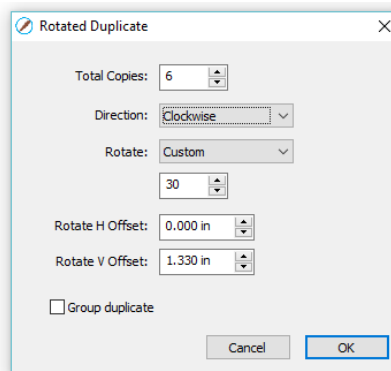 Rotated Duplicate
Total Copies: 6
Direction: Clockwise
Rotate: Custom
30
Rotate H Offset: 0.000 in
Rotate V Offset: 1.330 in
Group duplicate
Cancel OK